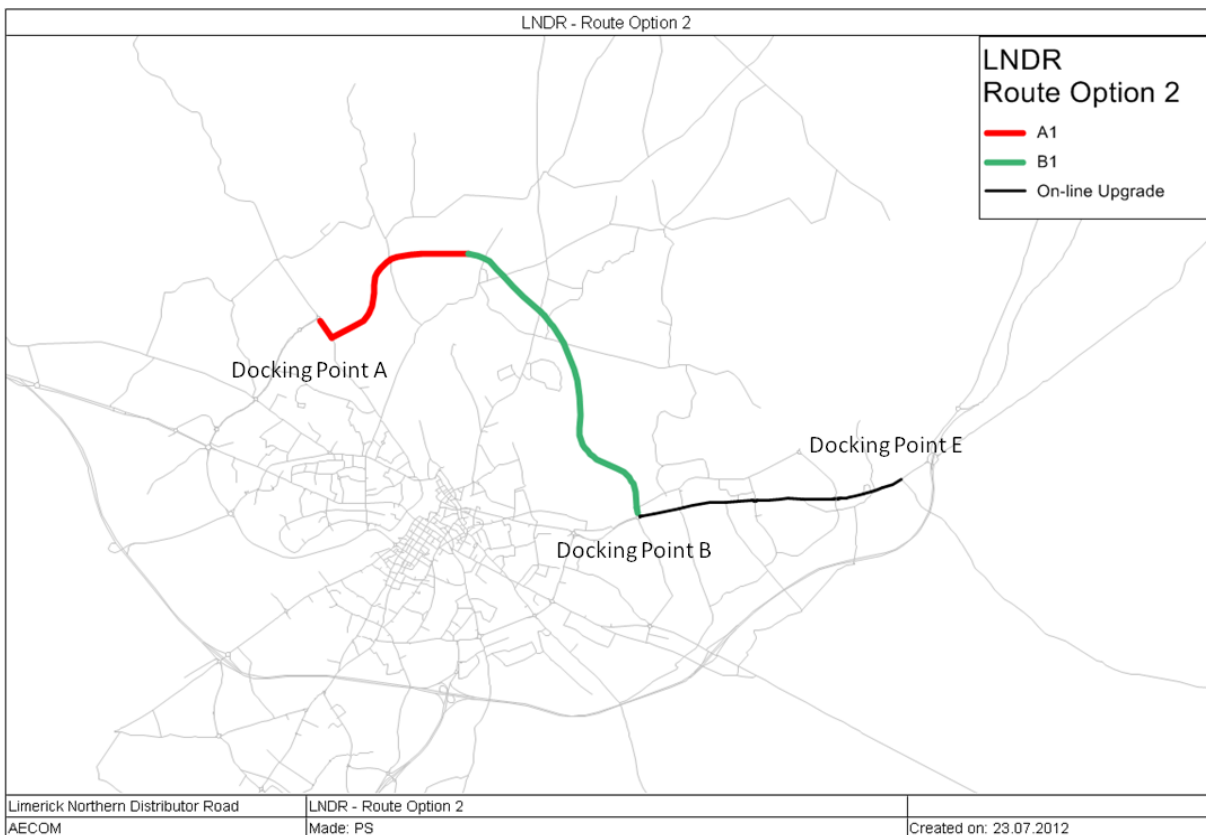 LNDR - Route Option 2
LNDR
Route Option 2
A1
B1
On-line Upgrade
Docking Point A
Docking Point E
Docking Point B
Limerick Northern Distributor Road
LNDR - Route Option 2
AECOM
Made: PS
Created on: 23.07.2012